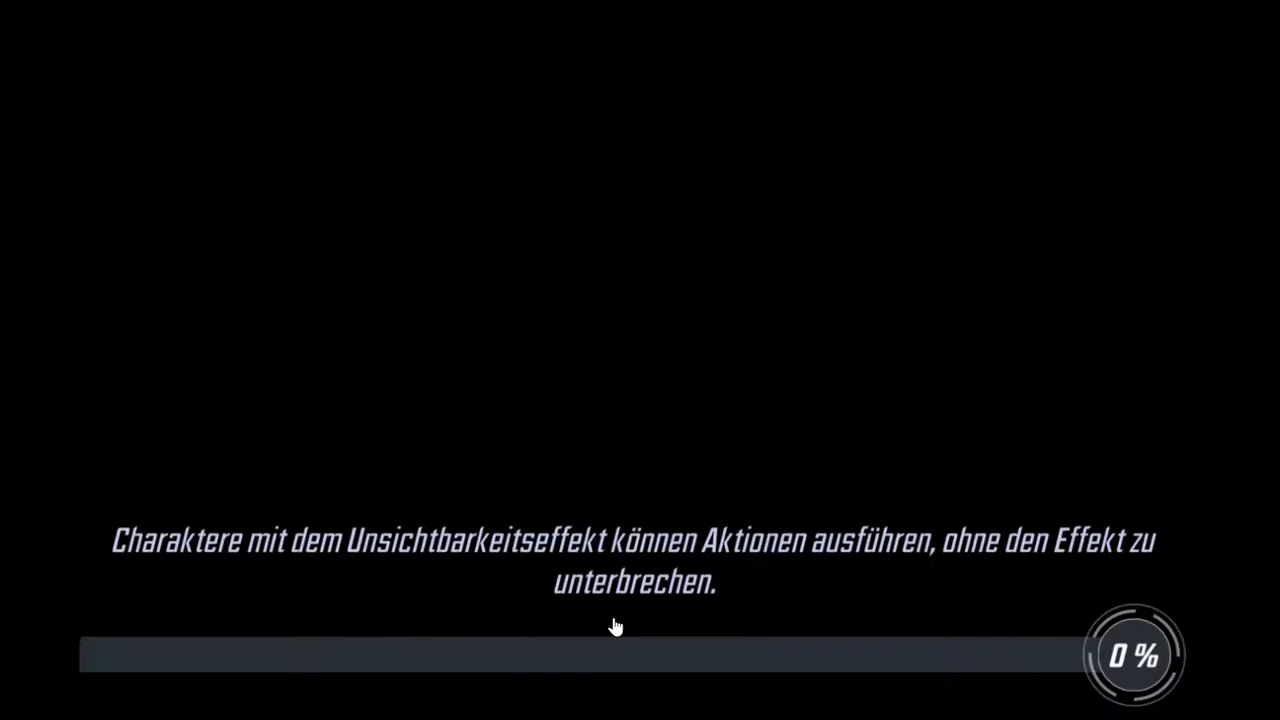 Charaktere mit dem Unsichtbarkeitseffekt können Aktionen ausführen, ohne den Effekt zu
unterbrechen.
0 %